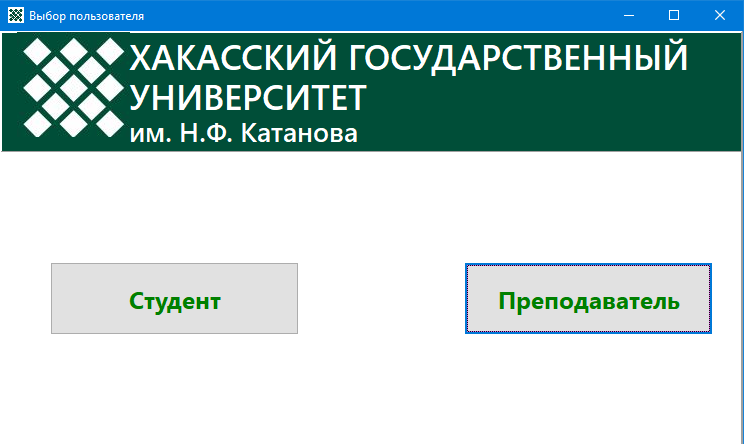 Выбор пользователя
ХАКАССКИЙ ГОСУДАРСТВЕННЫЙ
УНИВЕРСИТЕТ
им. Н.Ф. Катанова
Студент
Преподаватель